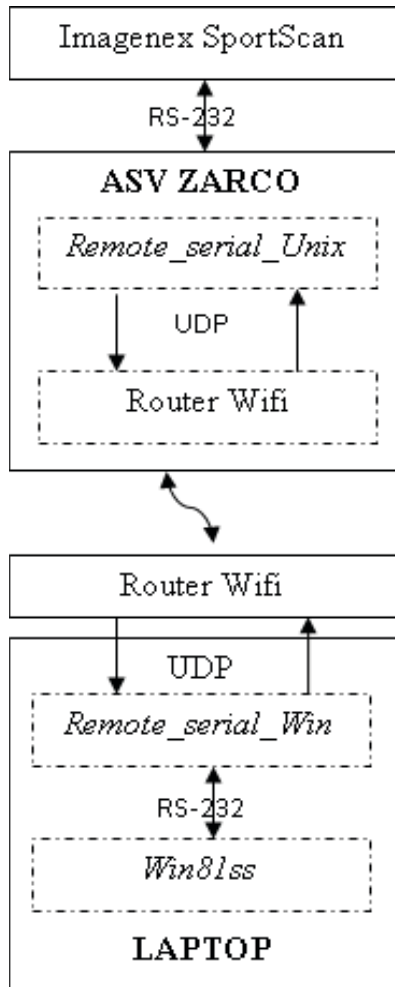 Imagenex SportScan
RS-232
ASV ZARCO
Remote_serial_Unix
UDP
Router Wifi
Router Wifi
UDP
Remote_serial_Win
RS-232
Win81ss
LAPTOP